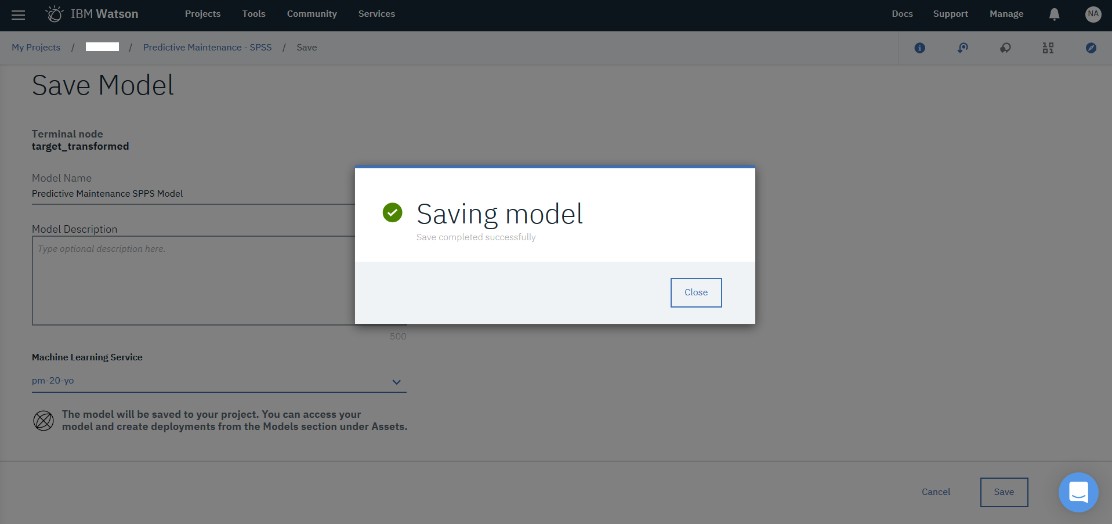 IBM Watson Projects Tools Community Services Docs Support Manage NA
My Projects / / Predictive Maintenance - SPSS / Save
Save Model
Terminal node
target_transformed
Model Name
Predictive Maintenance SPPS Model
Model Description
Type optional description here.
500
Saving model
Save completed successfully
Close
Machine Learning Service
pm-20-yo
The model will be saved to your project. You can access your
model and create deployments from the Models section under Assets.
Cancel Save